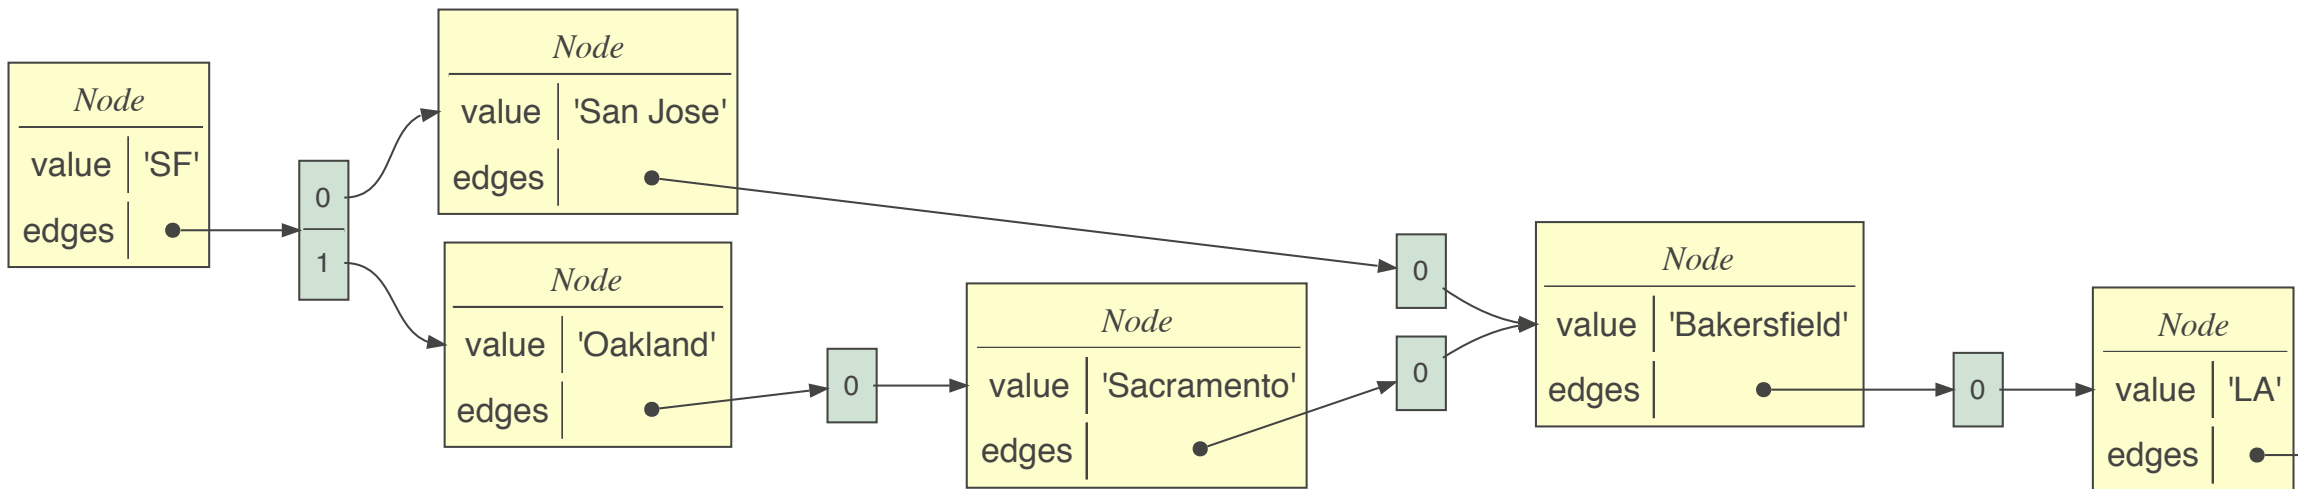 Node
value 'SF'
edges
0
1
Node
value 'San Jose'
edges
Node
value 'Oakland'
edges
0
Node
value 'Sacramento'
edges
0
0
Node
value 'Bakersfield'
edges
0
Node
value 'LA'
edges